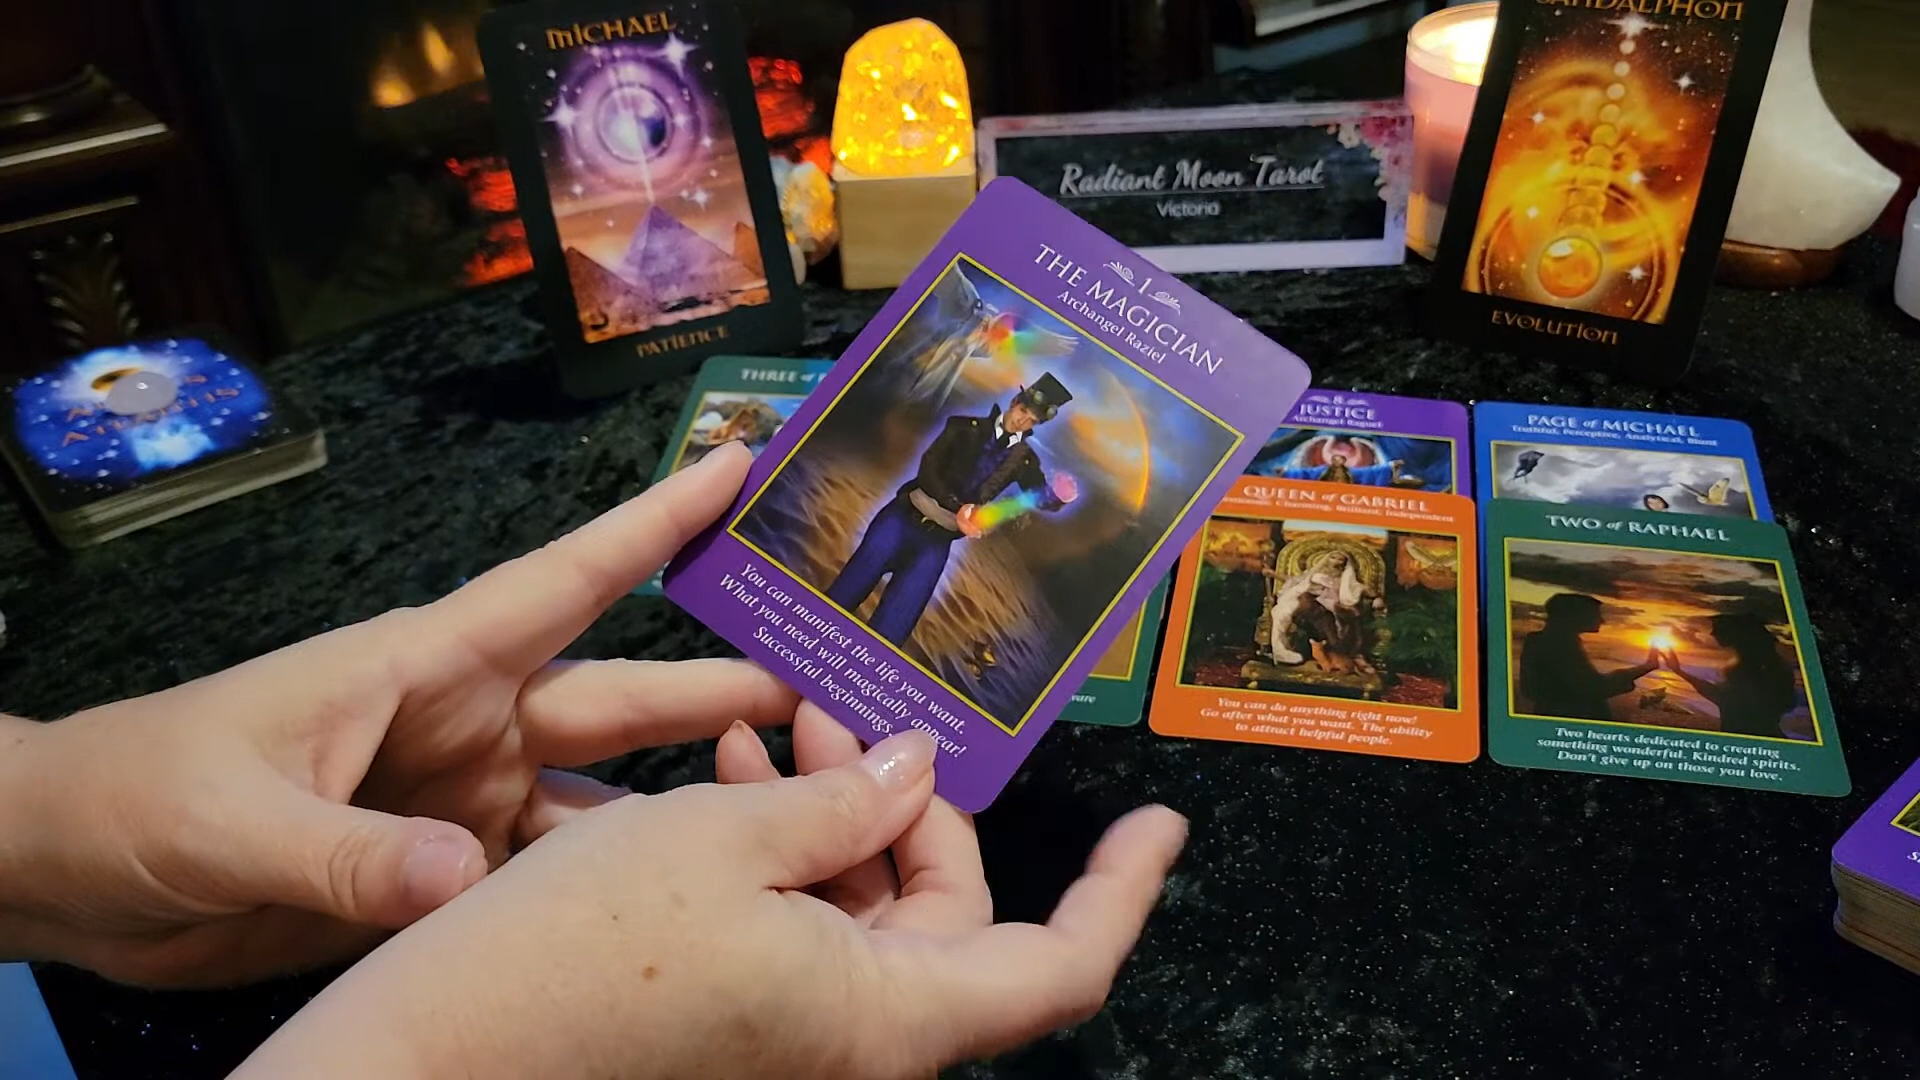 MICHAEL
PATIENCE
SANDALPHON
EVOLUTION
Radiant Moon Tarot
Victoria
1
THE MAGICIAN
Archangel Raziel
You can manifest the life you want.
What you need will magically appear!
Successful beginnings.
THREE of
8
JUSTICE
Archangel Raguel
PAGE of MICHAEL
Truthful, Perceptive, Analytical, Blunt
QUEEN of GABRIEL
Charming, Brilliant, Independent
You can do anything right now!
Go after what you want. The ability
to attract helpful people.
TWO of RAPHAEL
Two hearts dedicated to creating
something wonderful. Kindred spirits.
Don't give up on those you love.